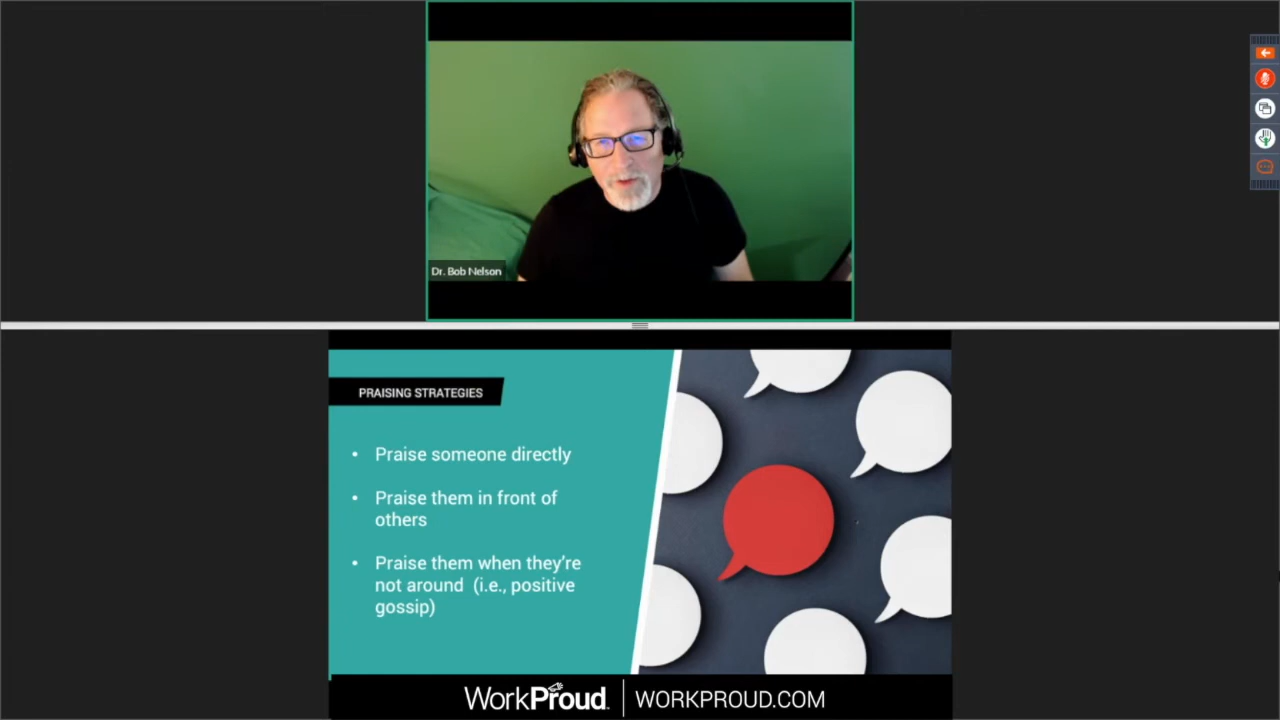 Dr. Bob Nelson
PRAISING STRATEGIES
• Praise someone directly
• Praise them in front of
others
• Praise them when they're
not around (i.e., positive
gossip)
WorkProud. | WORKPROUD.COM